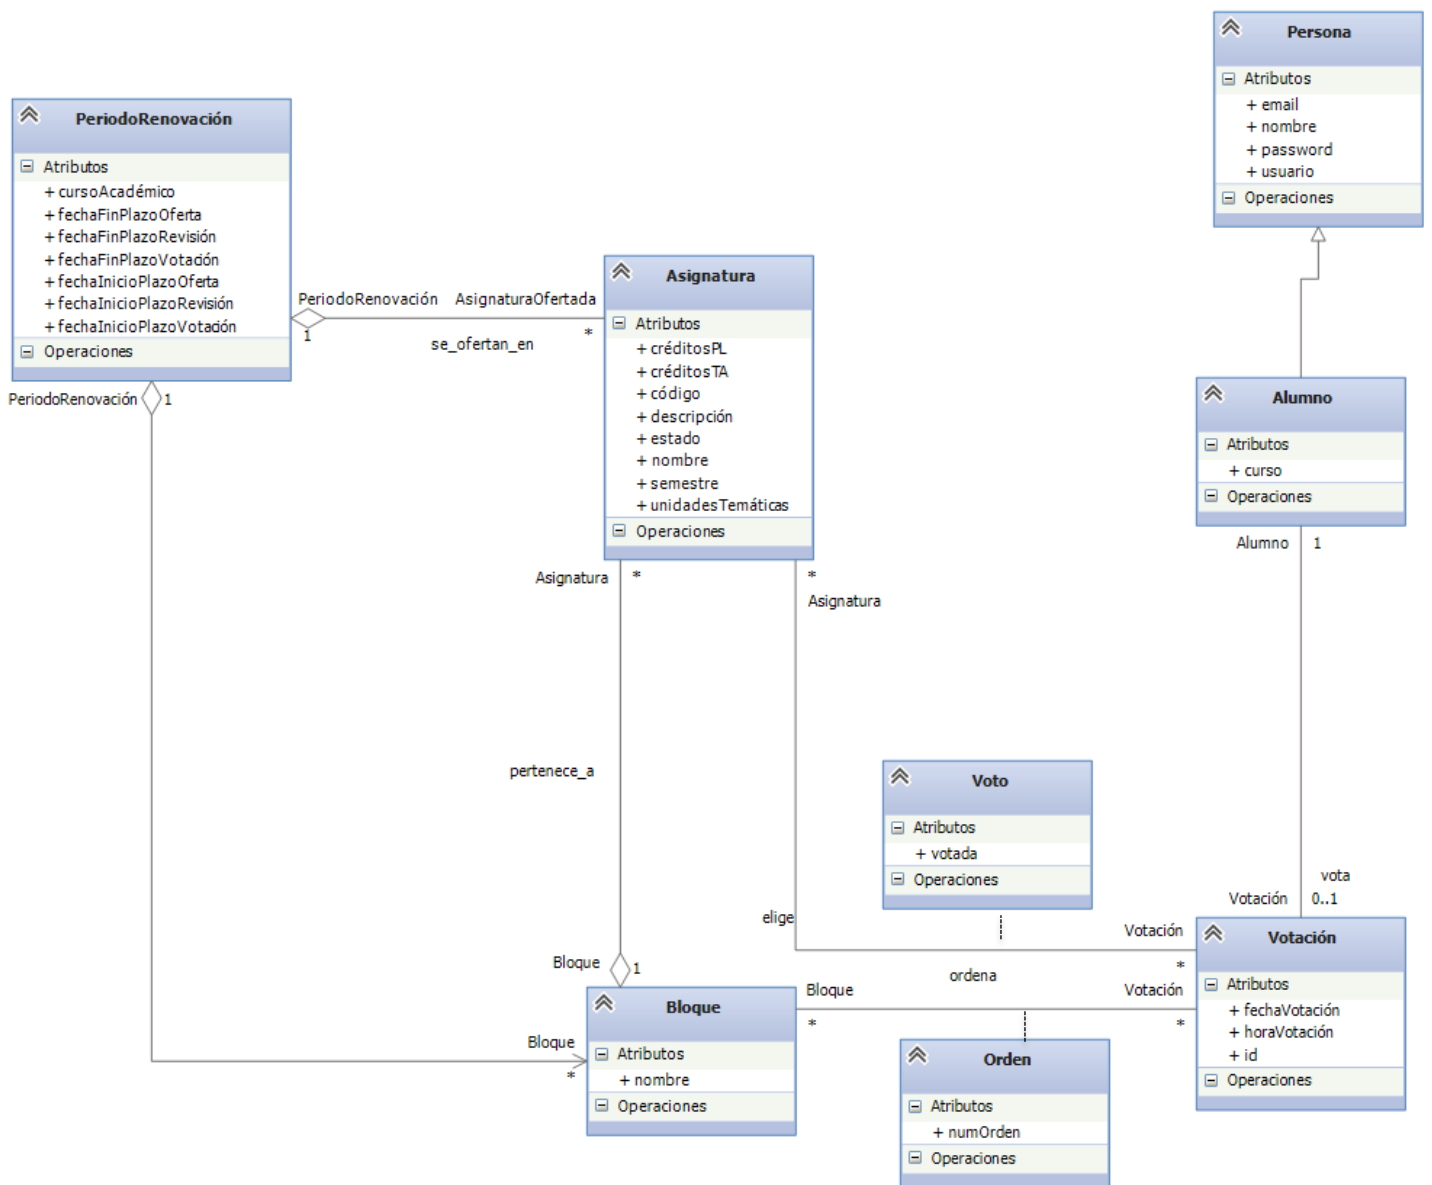 Persona
Atributos
+ email
+ nombre
+ password
+ usuario
Operaciones
PeriodoRenovación
Atributos
+ cursoAcadémico
+ fechaFinPlazoOferta
+ fechaFinPlazoRevisión
+ fechaFinPlazoVotación
+ fechaInicioPlazoOferta
+ fechaInicioPlazoRevisión
+ fechaInicioPlazoVotación
Operaciones
PeriodoRenovación AsignaturaOfertada
1 *
se_ofertan_en
Asignatura
Atributos
+ créditosPL
+ créditosTA
+ código
+ descripción
+ estado
+ nombre
+ semestre
+ unidadesTemáticas
Operaciones
PeriodoRenovación 1
Alumno
Atributos
+ curso
Operaciones
Alumno 1
Asignatura *
*
Asignatura
pertenece_a
Voto
Atributos
+ votada
Operaciones
elige
vota
Votación 0..1
Votación
*
ordena
Bloque 1
Bloque
*
Votación
*
Votación
Atributos
+ fechaVotación
+ horaVotación
+ id
Operaciones
Bloque
*
Bloque
Atributos
+ nombre
Operaciones
Orden
Atributos
+ numOrden
Operaciones